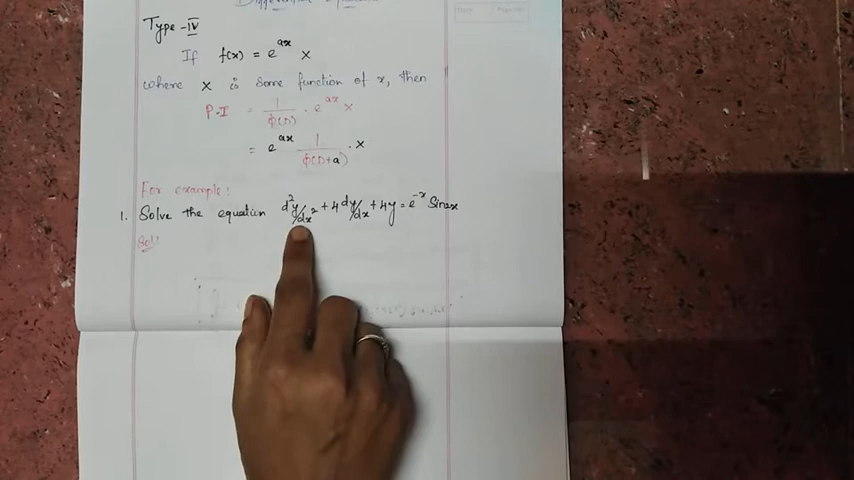 Type - IV
If f(x) = e^ax X
where X is some function of x, then
P.I = 1/ϕ(D) · e^ax X
= e^ax 1/ϕ(D+a) · X
For example:
1. Solve the equation d²y/dx² + 4 dy/dx + 4y = e^-x Sin2x
Sol: